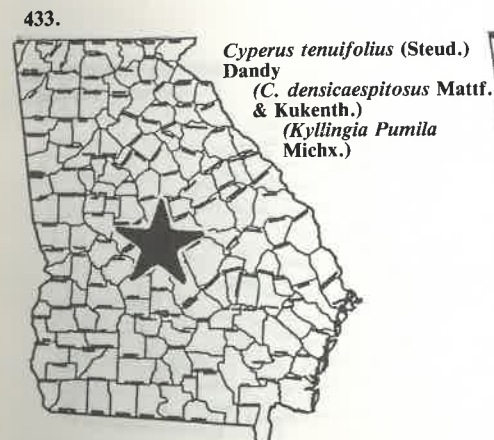 433.
Cyperus tenuifolius (Steud.)
Dandy
(C. densicaespitosus Mattf.
& Kukenth.)
(Kyllingia Pumila
Michx.)